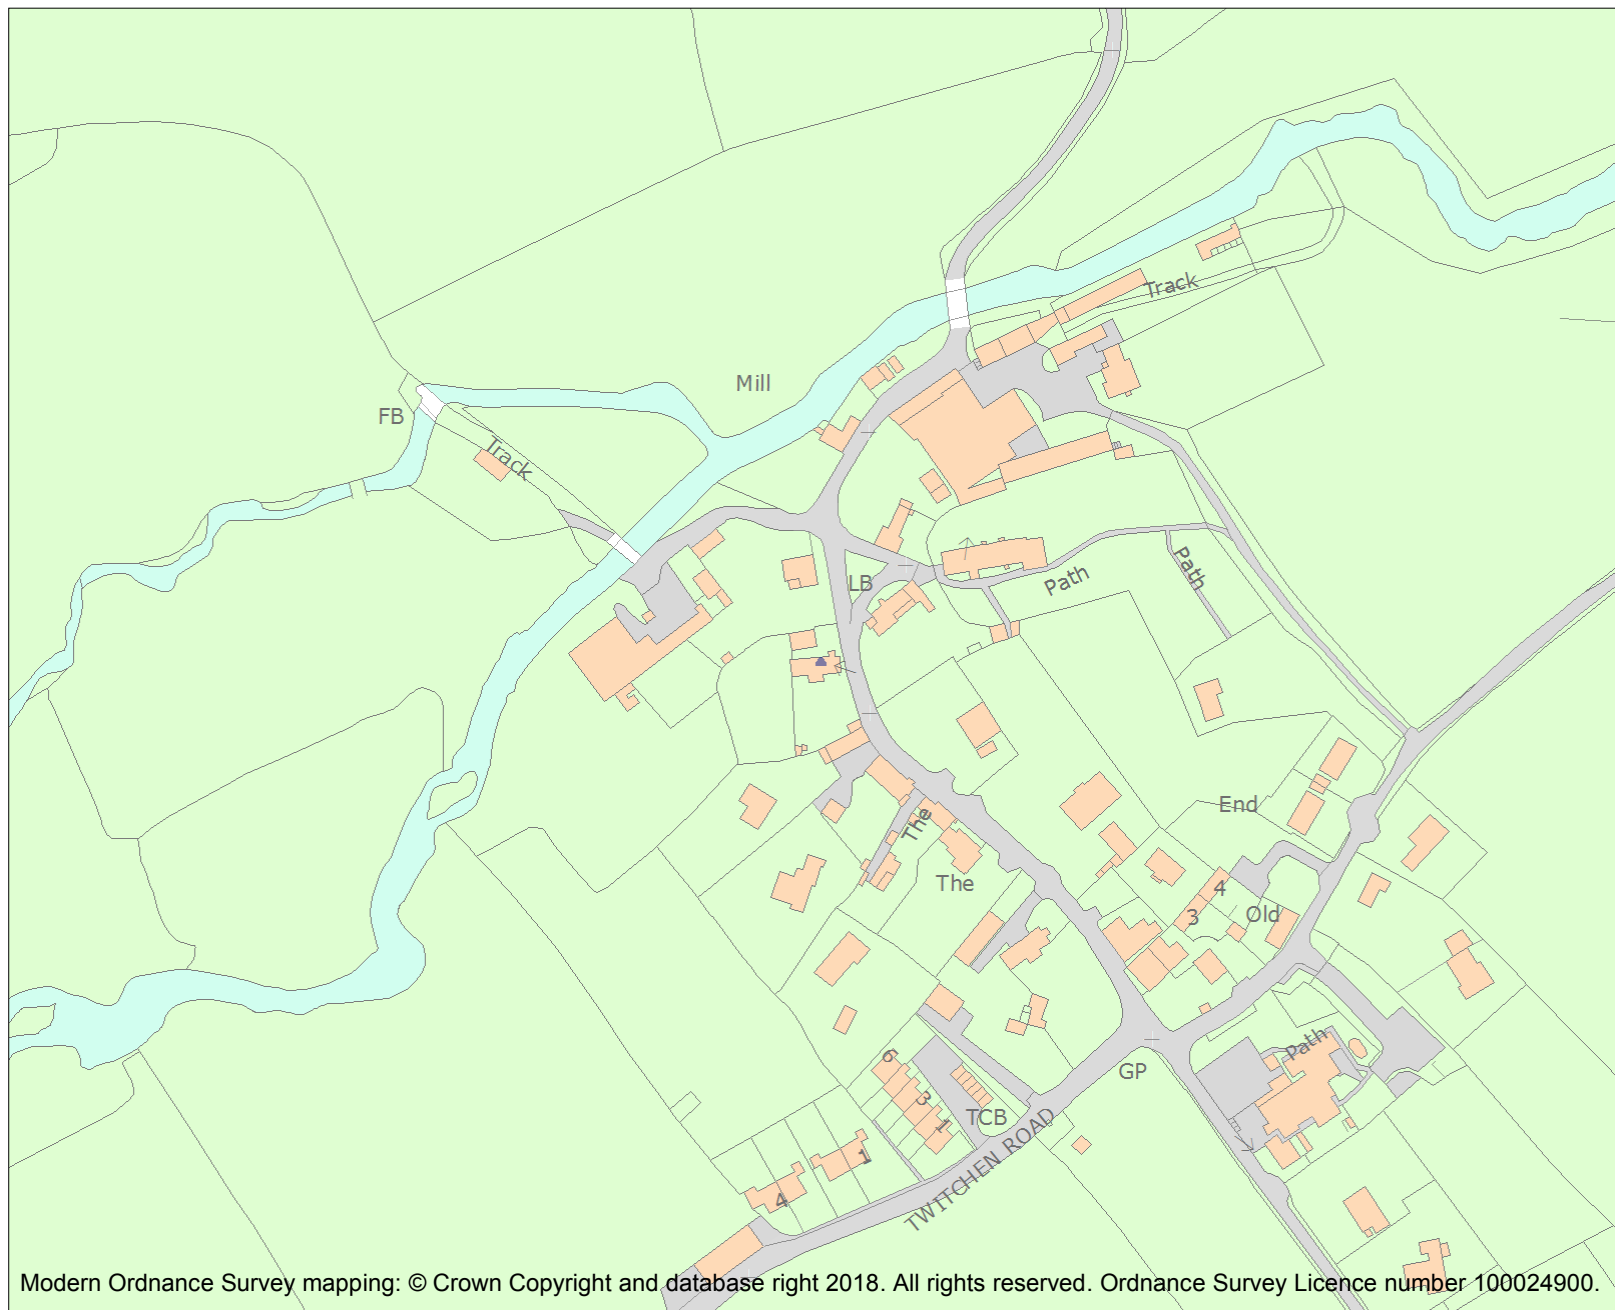 Track
Mill
FB
Track
Path
Path
LB
End
The
The
4
3
Old
Path
GP
6
3
1
TCB
1
4
TWITCHEN ROAD
Modern Ordnance Survey mapping: © Crown Copyright and database right 2018. All rights reserved. Ordnance Survey Licence number 100024900.